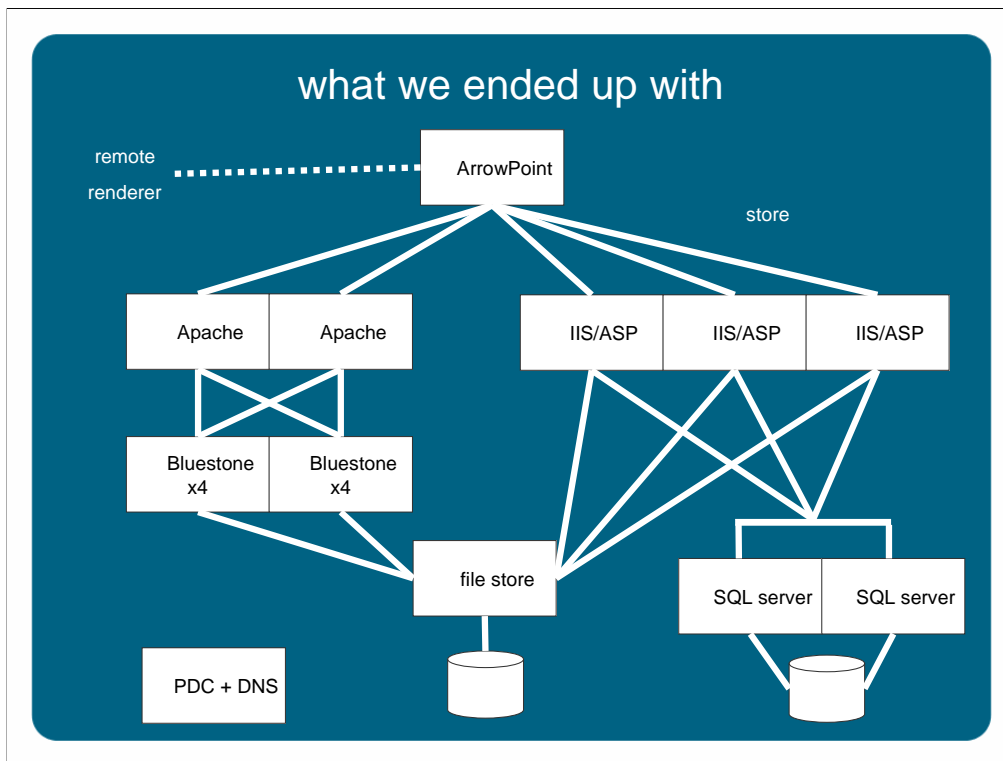 what we ended up with
remote
renderer
ArrowPoint
store
Apache
Apache
IIS/ASP
IIS/ASP
IIS/ASP
Bluestone
x4
Bluestone
x4
file store
SQL server
SQL server
PDC + DNS